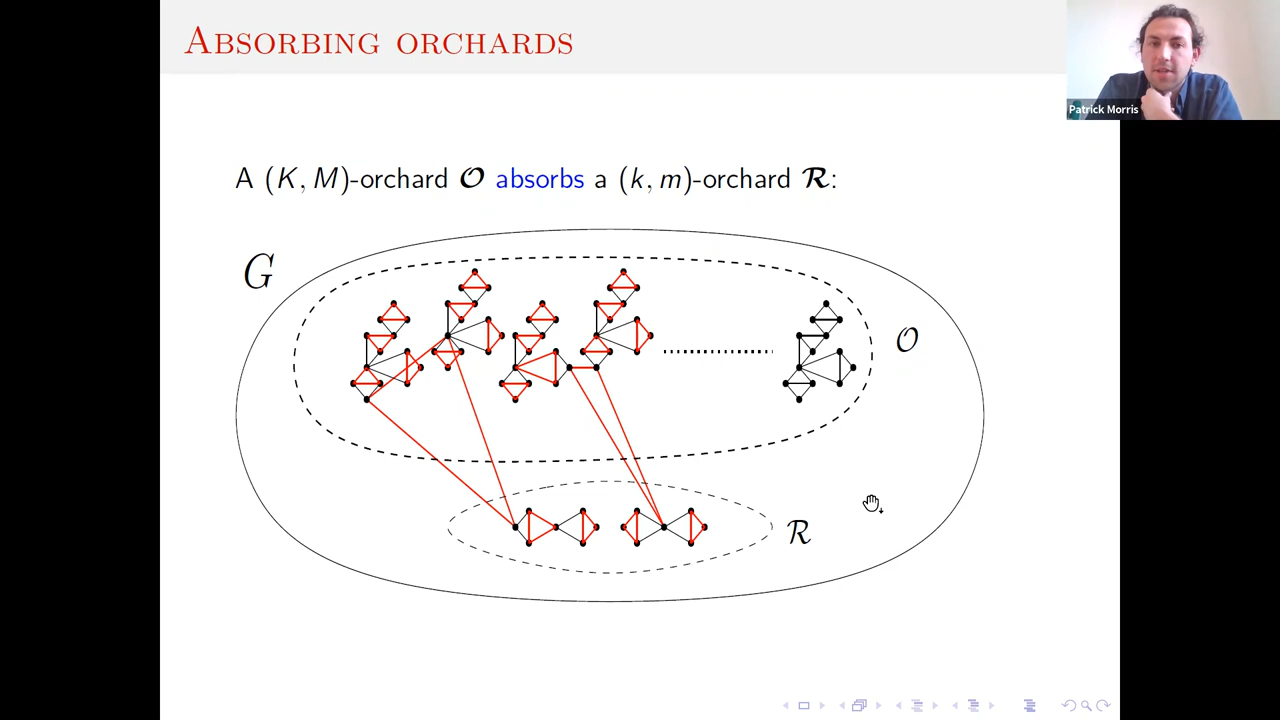 ABSORBING ORCHARDS
Patrick Morris
A (K, M)-orchard 𝓞 absorbs a (k, m)-orchard 𝓡:
G
𝒪
ℛ